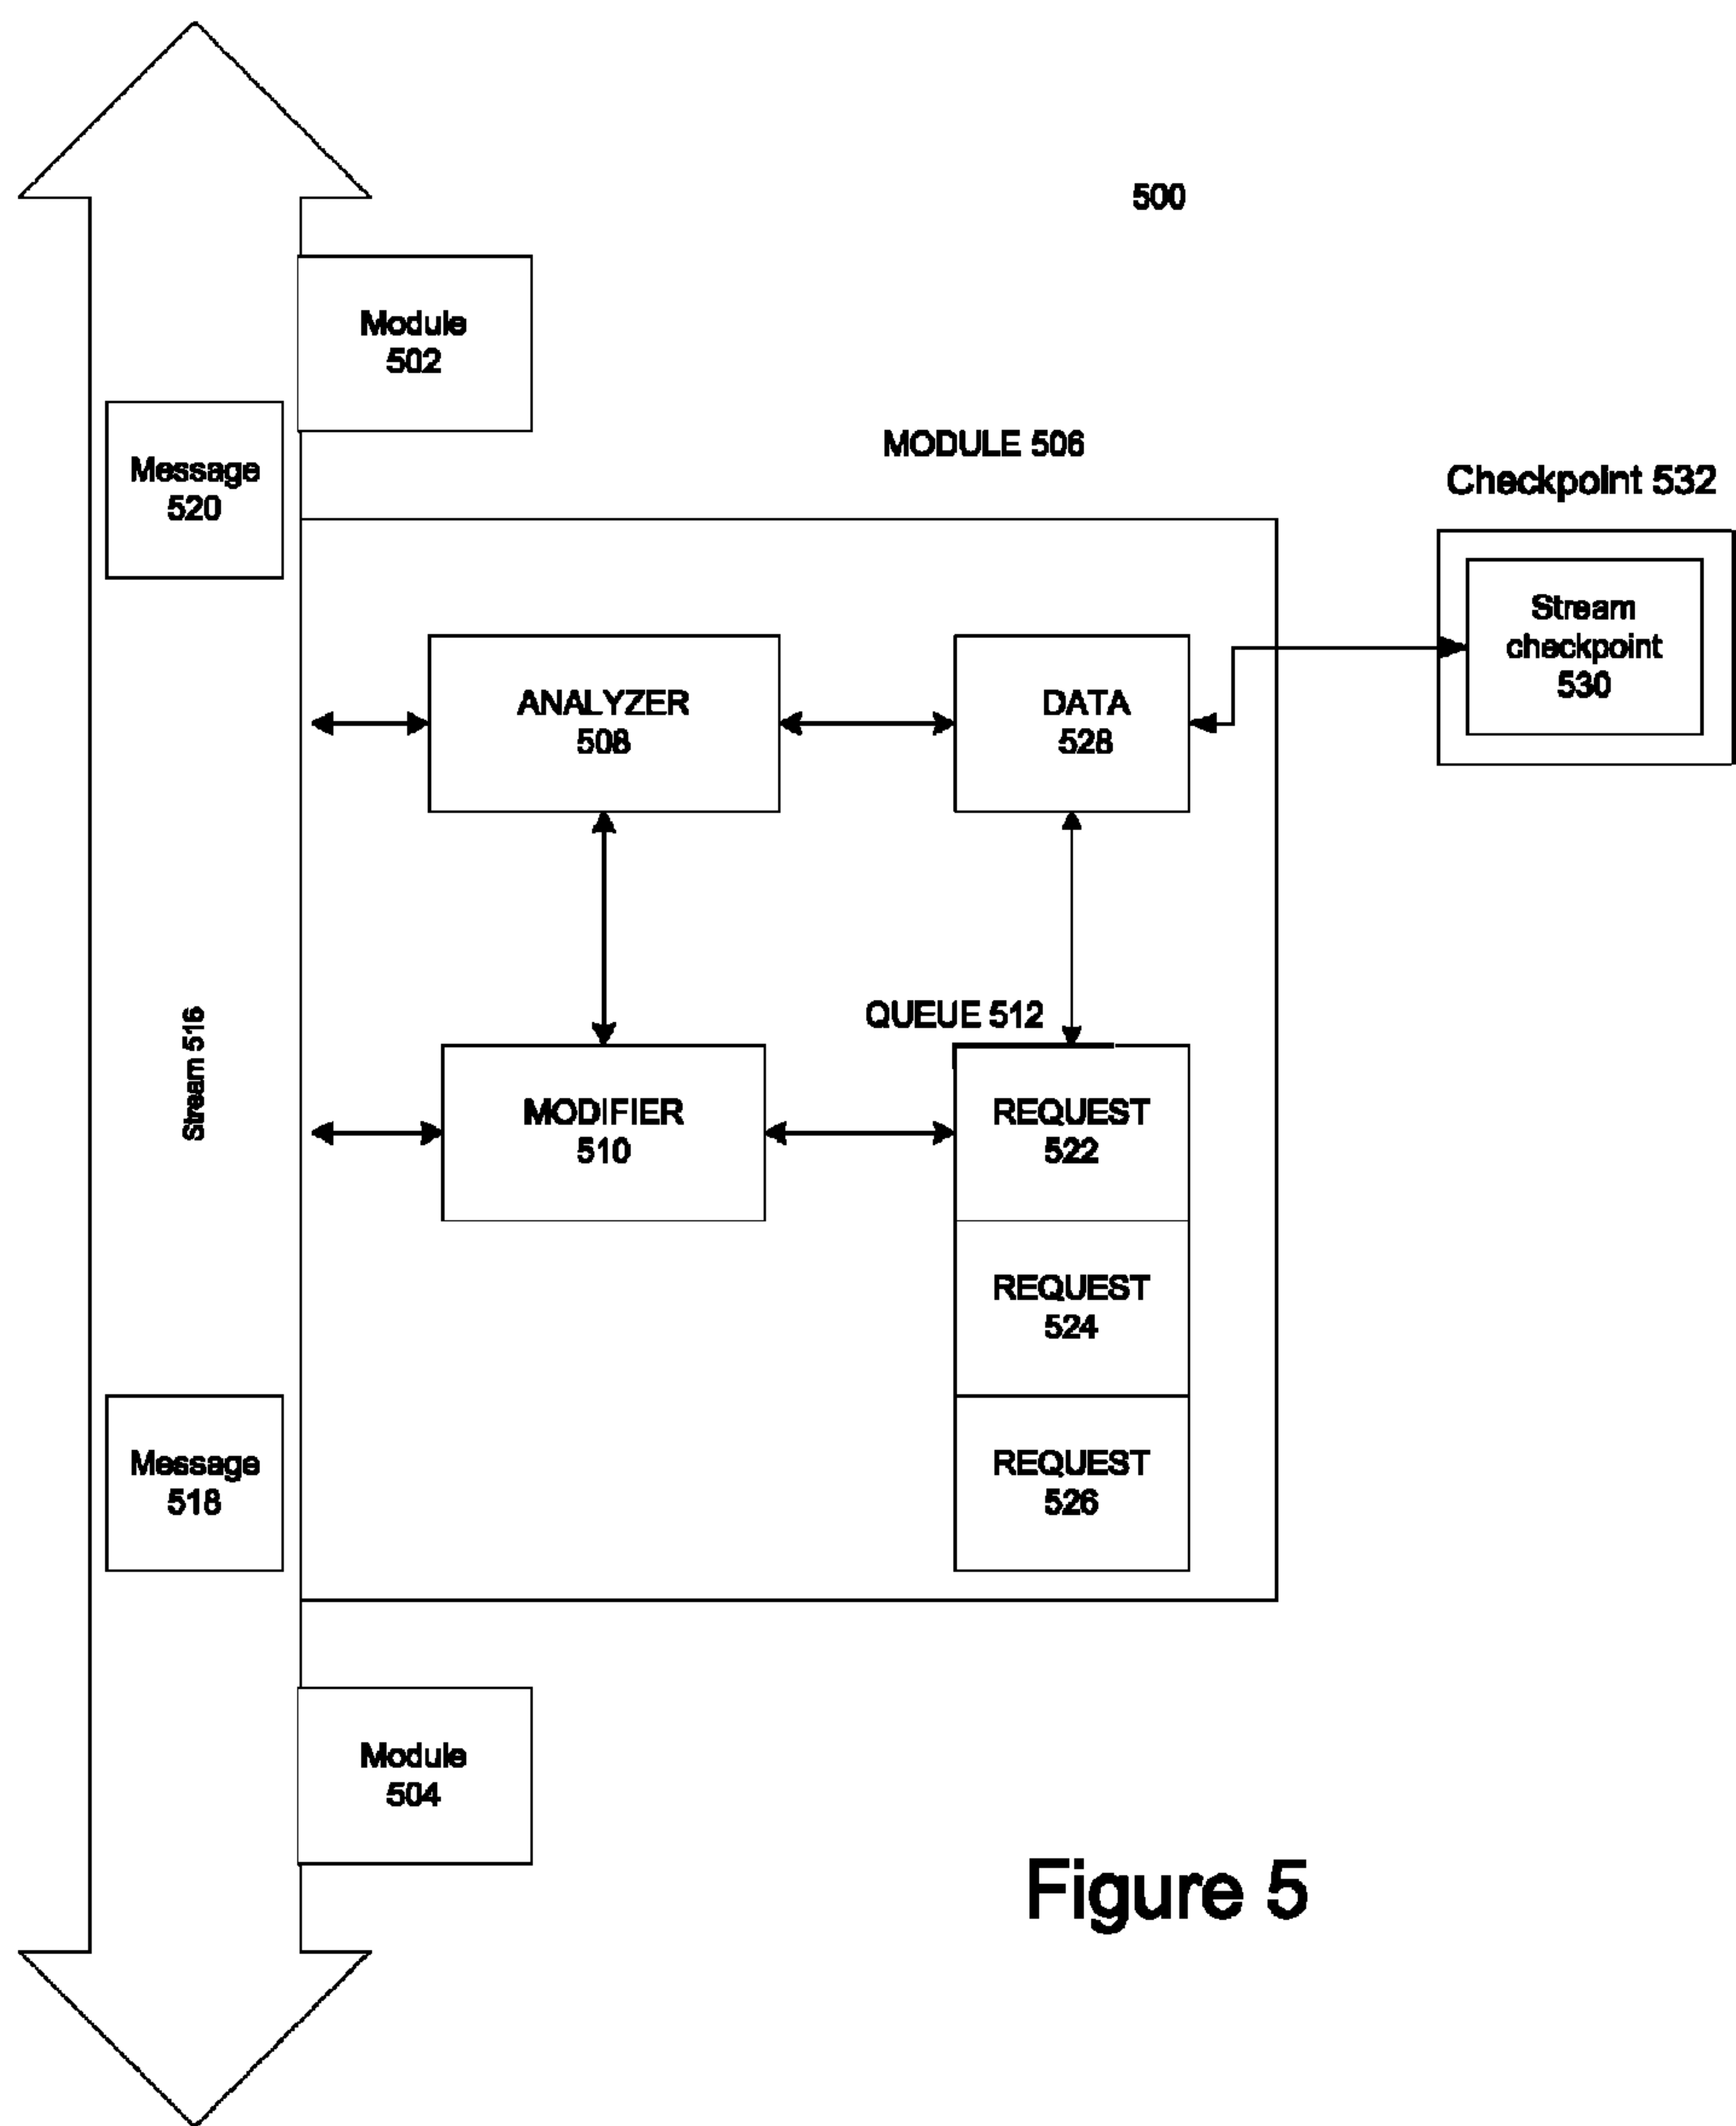 500
Module
502
MODULE 506
Message
520
Checkpoint 532
Stream
checkpoint
530
ANALYZER
508
DATA
528
QUEUE 512
Stream 516
MODIFIER
510
REQUEST
522
REQUEST
524
Message
518
REQUEST
526
Module
504
Figure 5